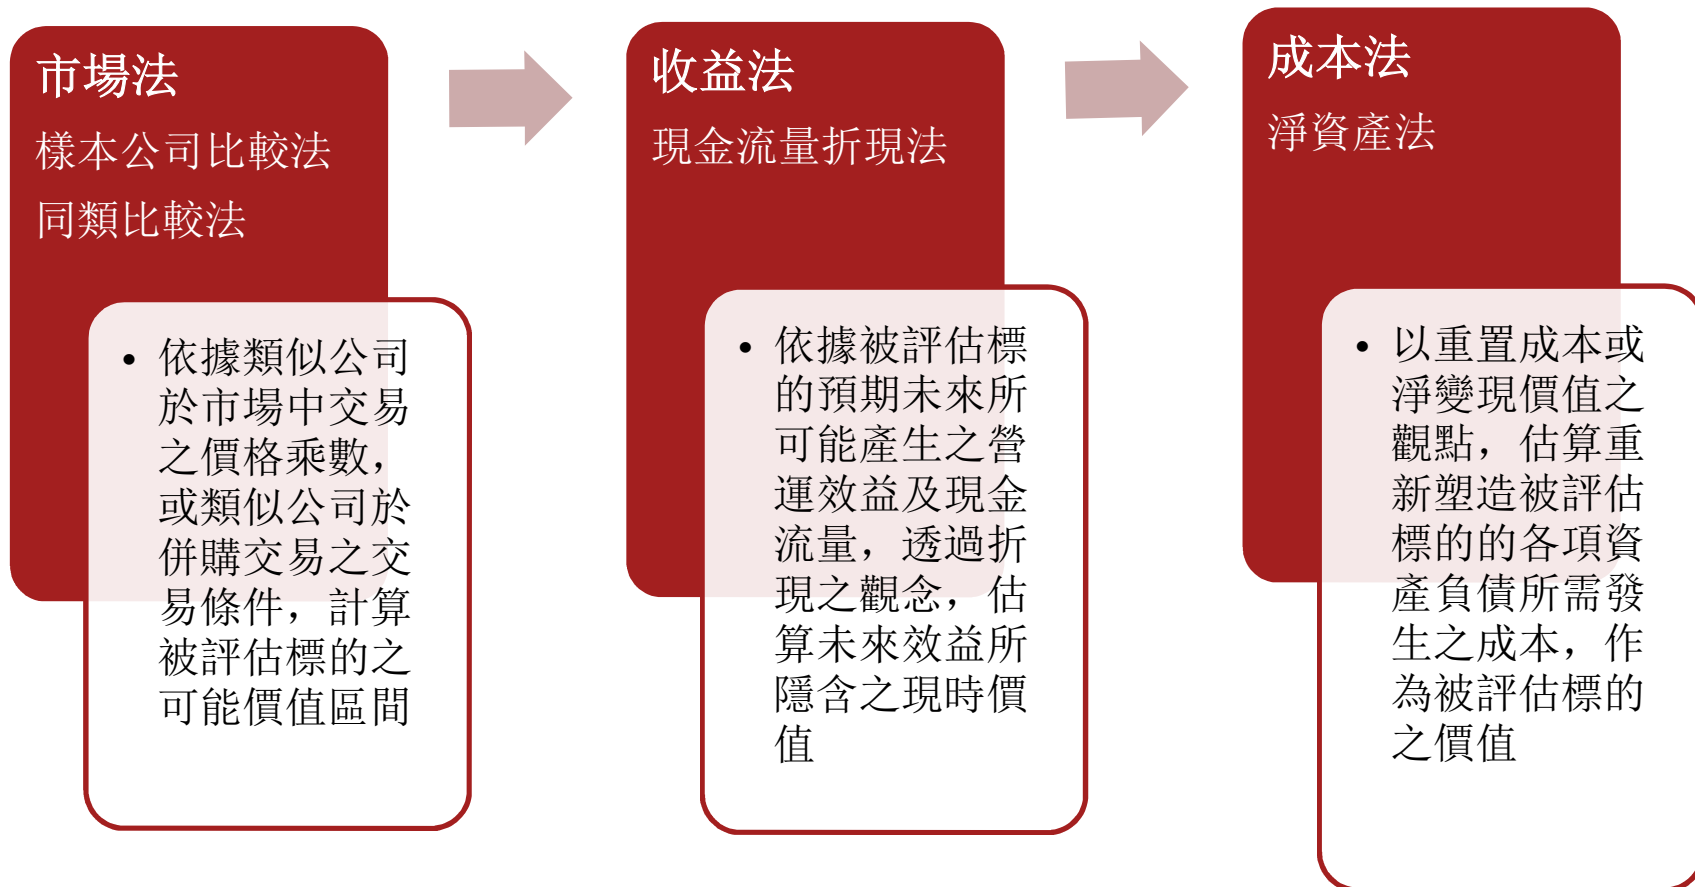 市場法
樣本公司比較法
同類比較法
• 依據類似公司
於市場中交易
之價格乘數，
或類似公司於
併購交易之交
易條件，計算
被評估標的之
可能價值區間
收益法
現金流量折現法
• 依據被評估標
的預期未來所
可能產生之營
運效益及現金
流量，透過折
現之觀念，估
算未來效益所
隱含之現時價
值
成本法
淨資產法
• 以重置成本或
淨變現價值之
觀點，估算重
新塑造被評估
標的的各項資
產負債所需發
生之成本，作
為被評估標的
之價值